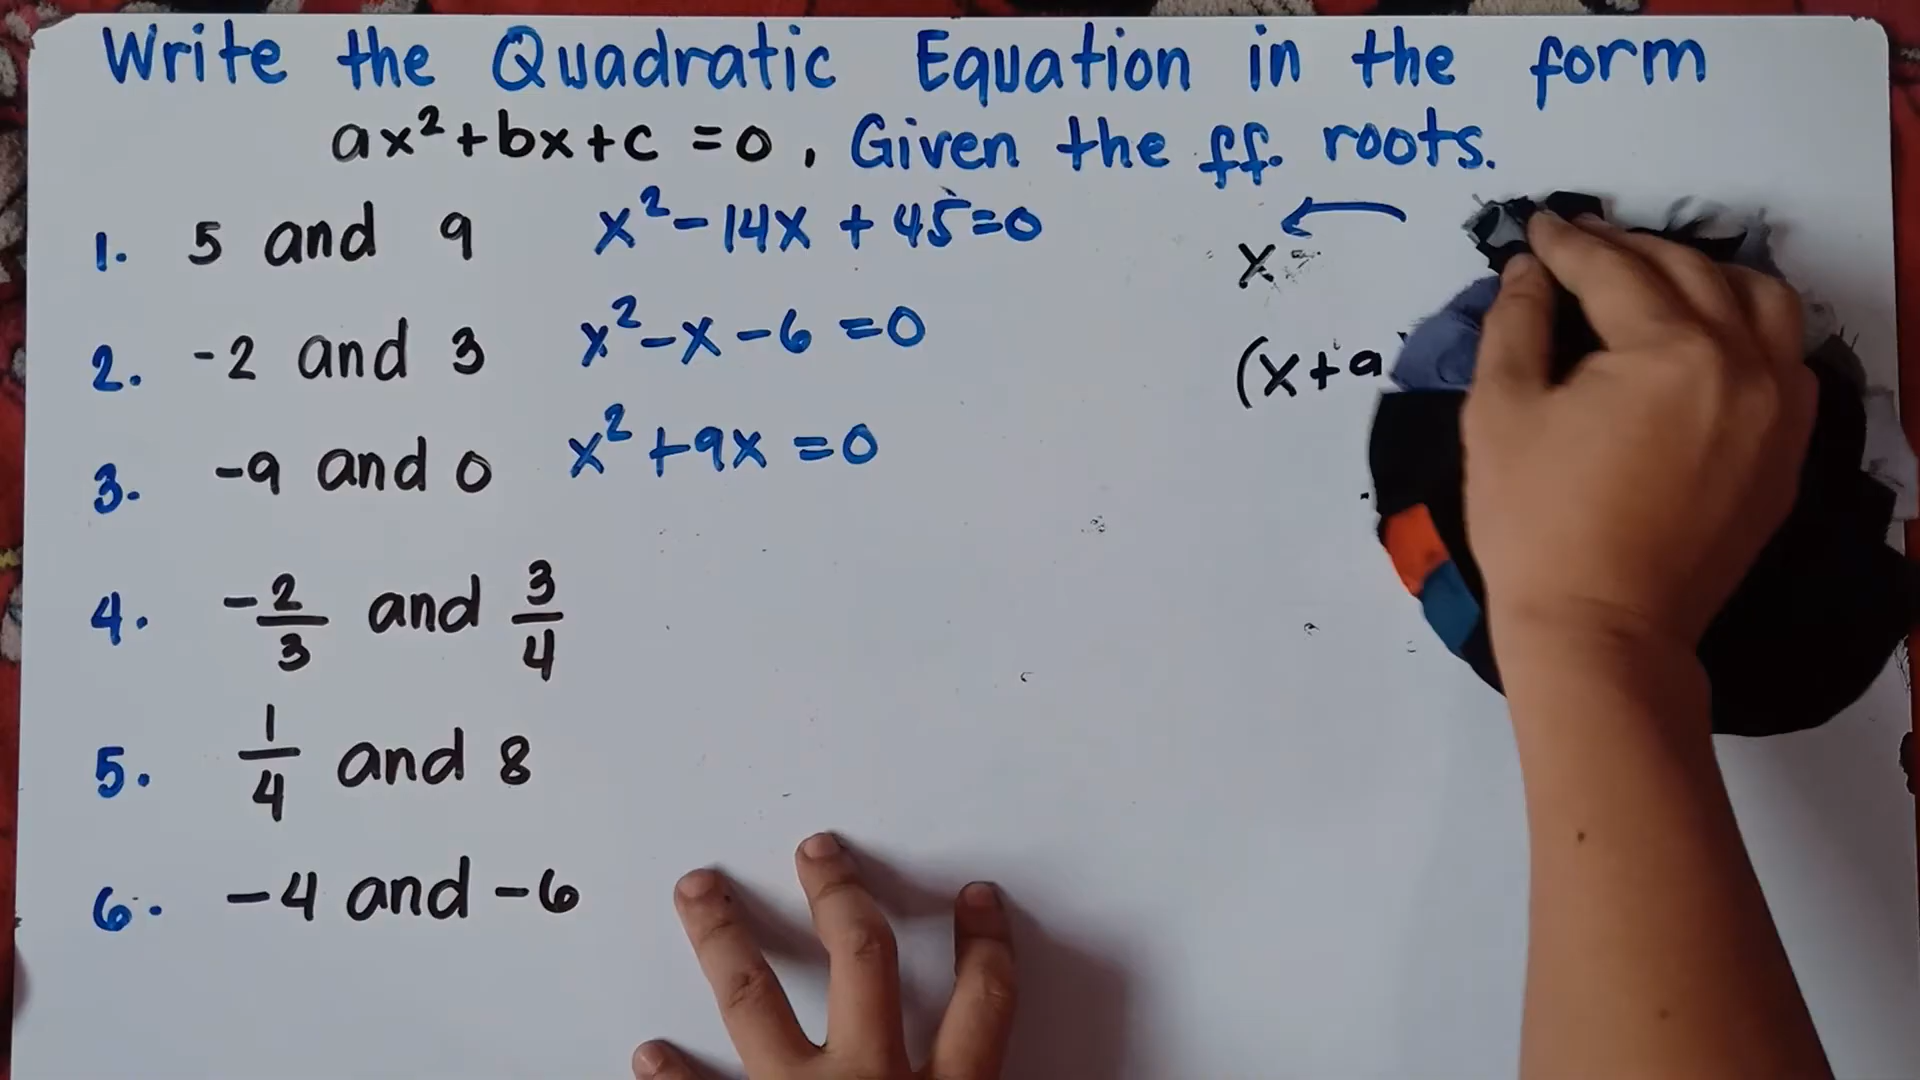 Write the Quadratic Equation in the form
ax²+bx+c =0, Given the ff. roots.
1. 5 and 9 x²-14x + 45=0
x
2. -2 and 3 x²-x-6 =0
(x+9
3. -9 and 0 x²+9x =0
4. -2/3 and 3/4
5. 1/4 and 8
6. -4 and -6